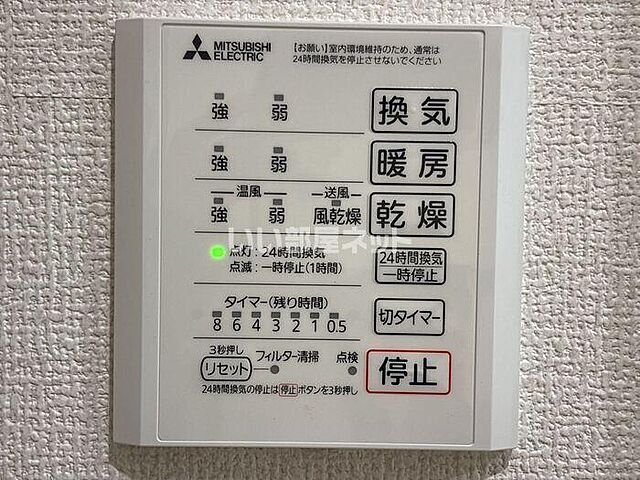 MITSUBISHI ELECTRIC
【お願い】室内環境維持のため、通常は
24時間換気を停止させないでください
強 弱 換気
強 弱 暖房
温風 送風
強 弱 風乾燥 乾燥
いい部屋ネット
点灯：24時間換気
点滅：一時停止(1時間)
24時間換気
一時停止
タイマー(残り時間)
8 6 4 3 2 1 0.5
切タイマー
3秒押し
リセット フィルター清掃 点検
停止
24時間換気の停止は停止ボタンを3秒押し